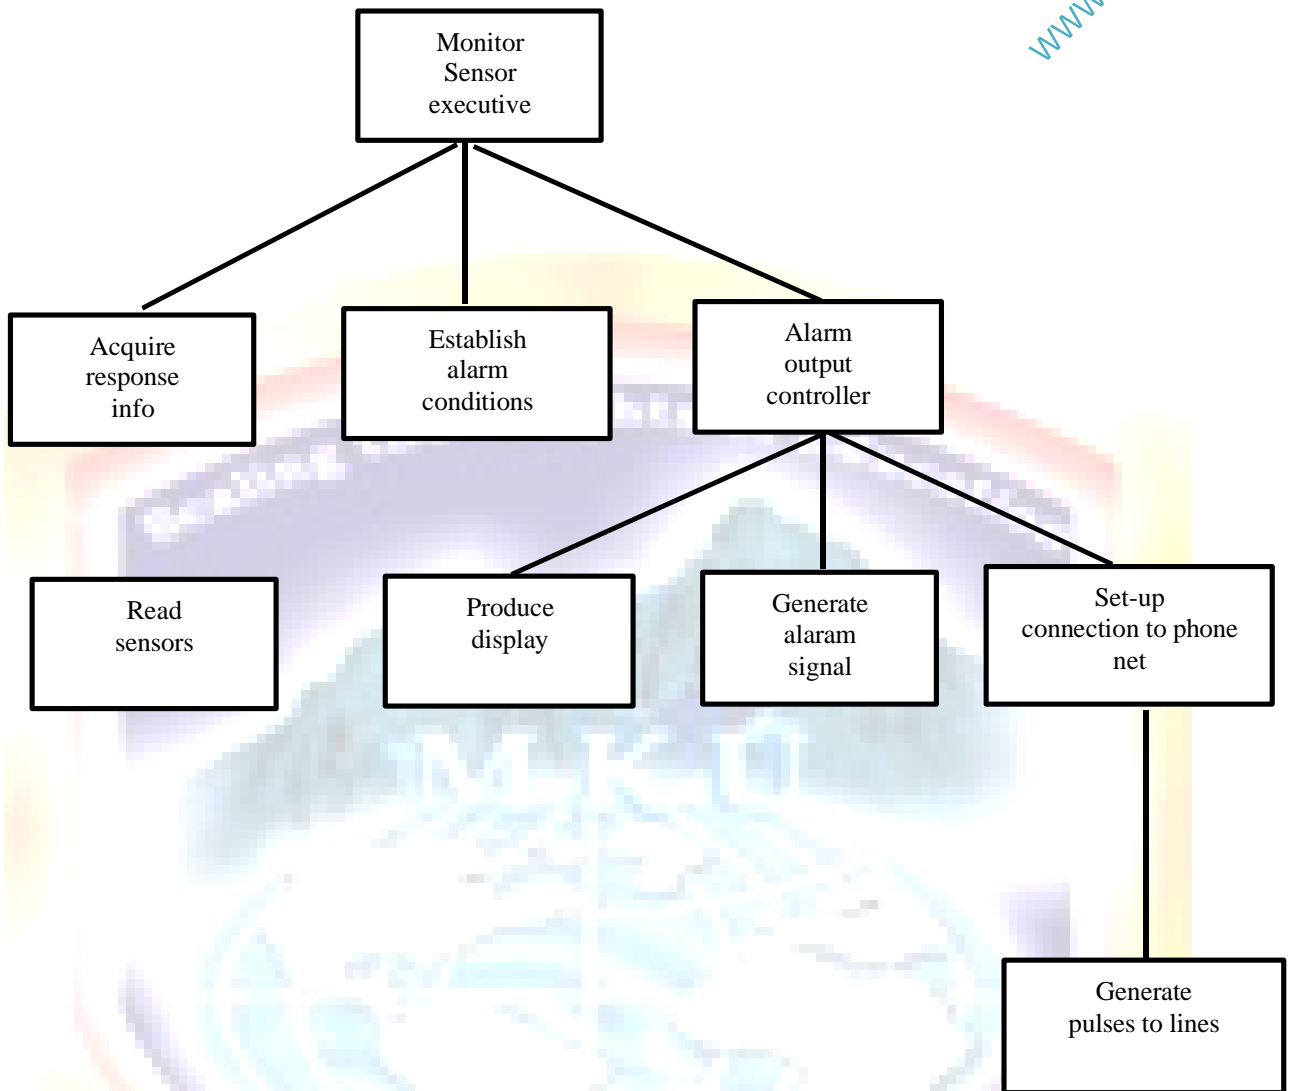 WWW
Monitor
Sensor
executive
Acquire
response
info
Establish
alarm
conditions
Alarm
output
controller
Read
sensors
Produce
display
Generate
alaram
signal
Set-up
connection to phone
net
M K U
Generate
pulses to lines